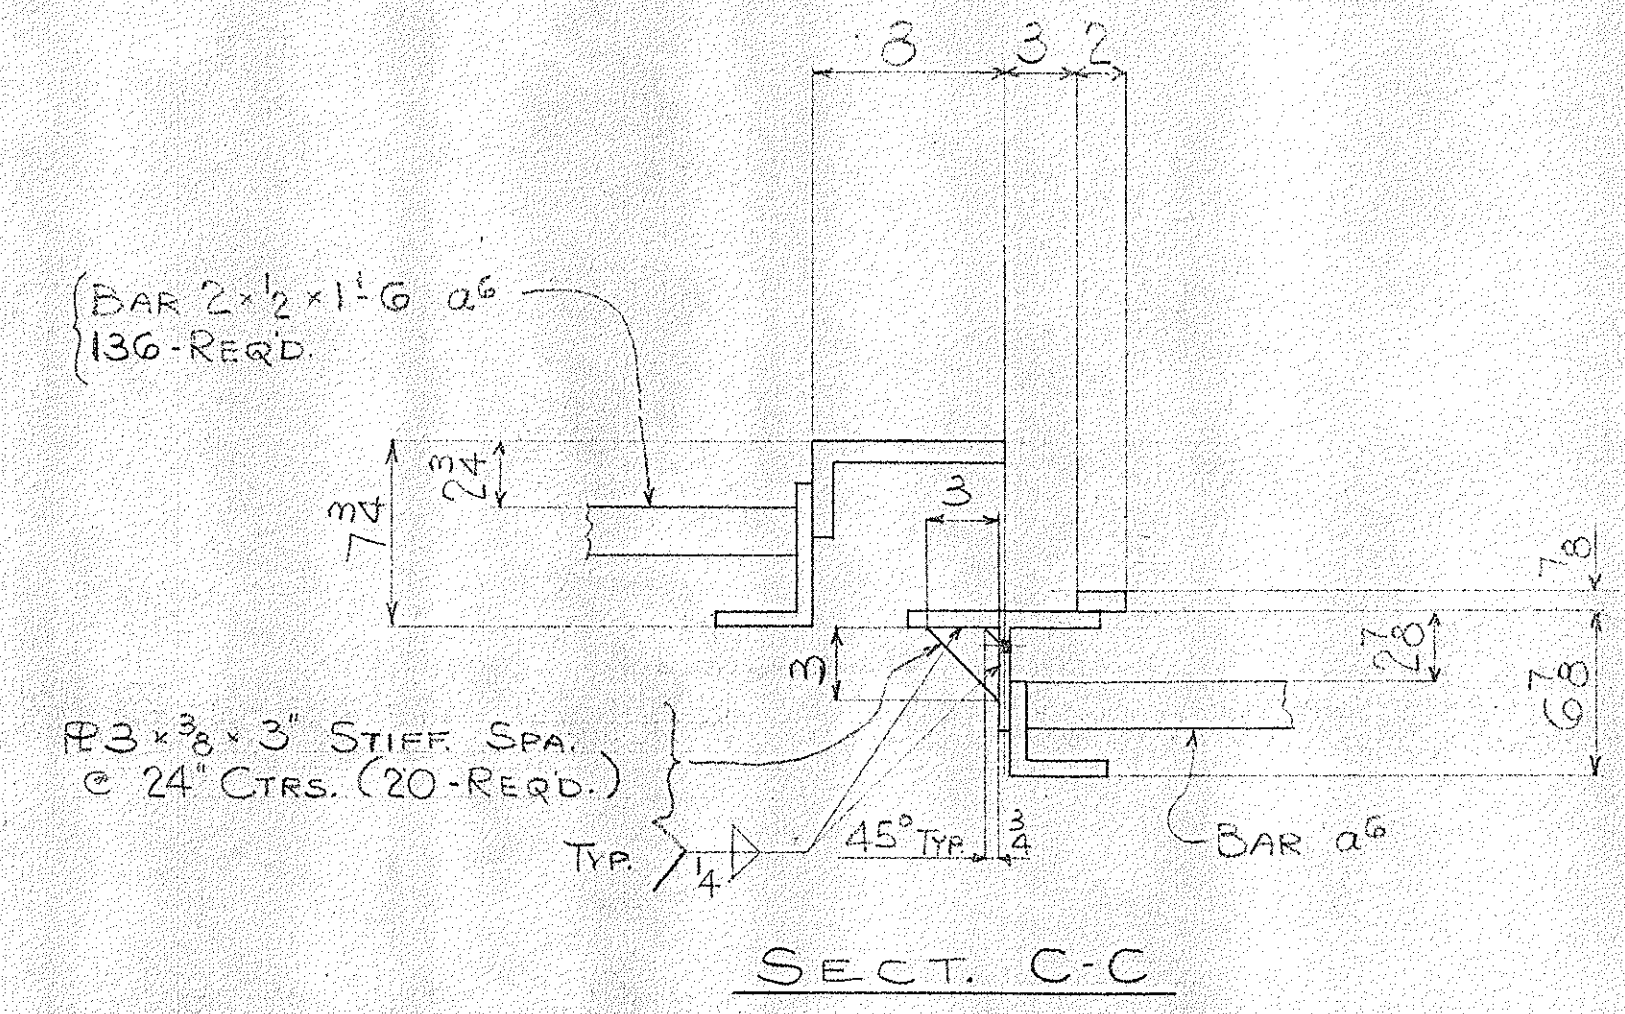 8 3 2
BAR 2 x 1/2 x 1'-6 a6
136-REQ'D.
2 3/4
7 3/4
3
7/8
2 7/8
6 7/8
3
PL 3 x 3/8 x 3" STIFF. SPA.
@ 24" CTRS. (20-REQ'D.)
TYP.
1/4
45° TYP.
3/4
BAR a6
SECT. C-C